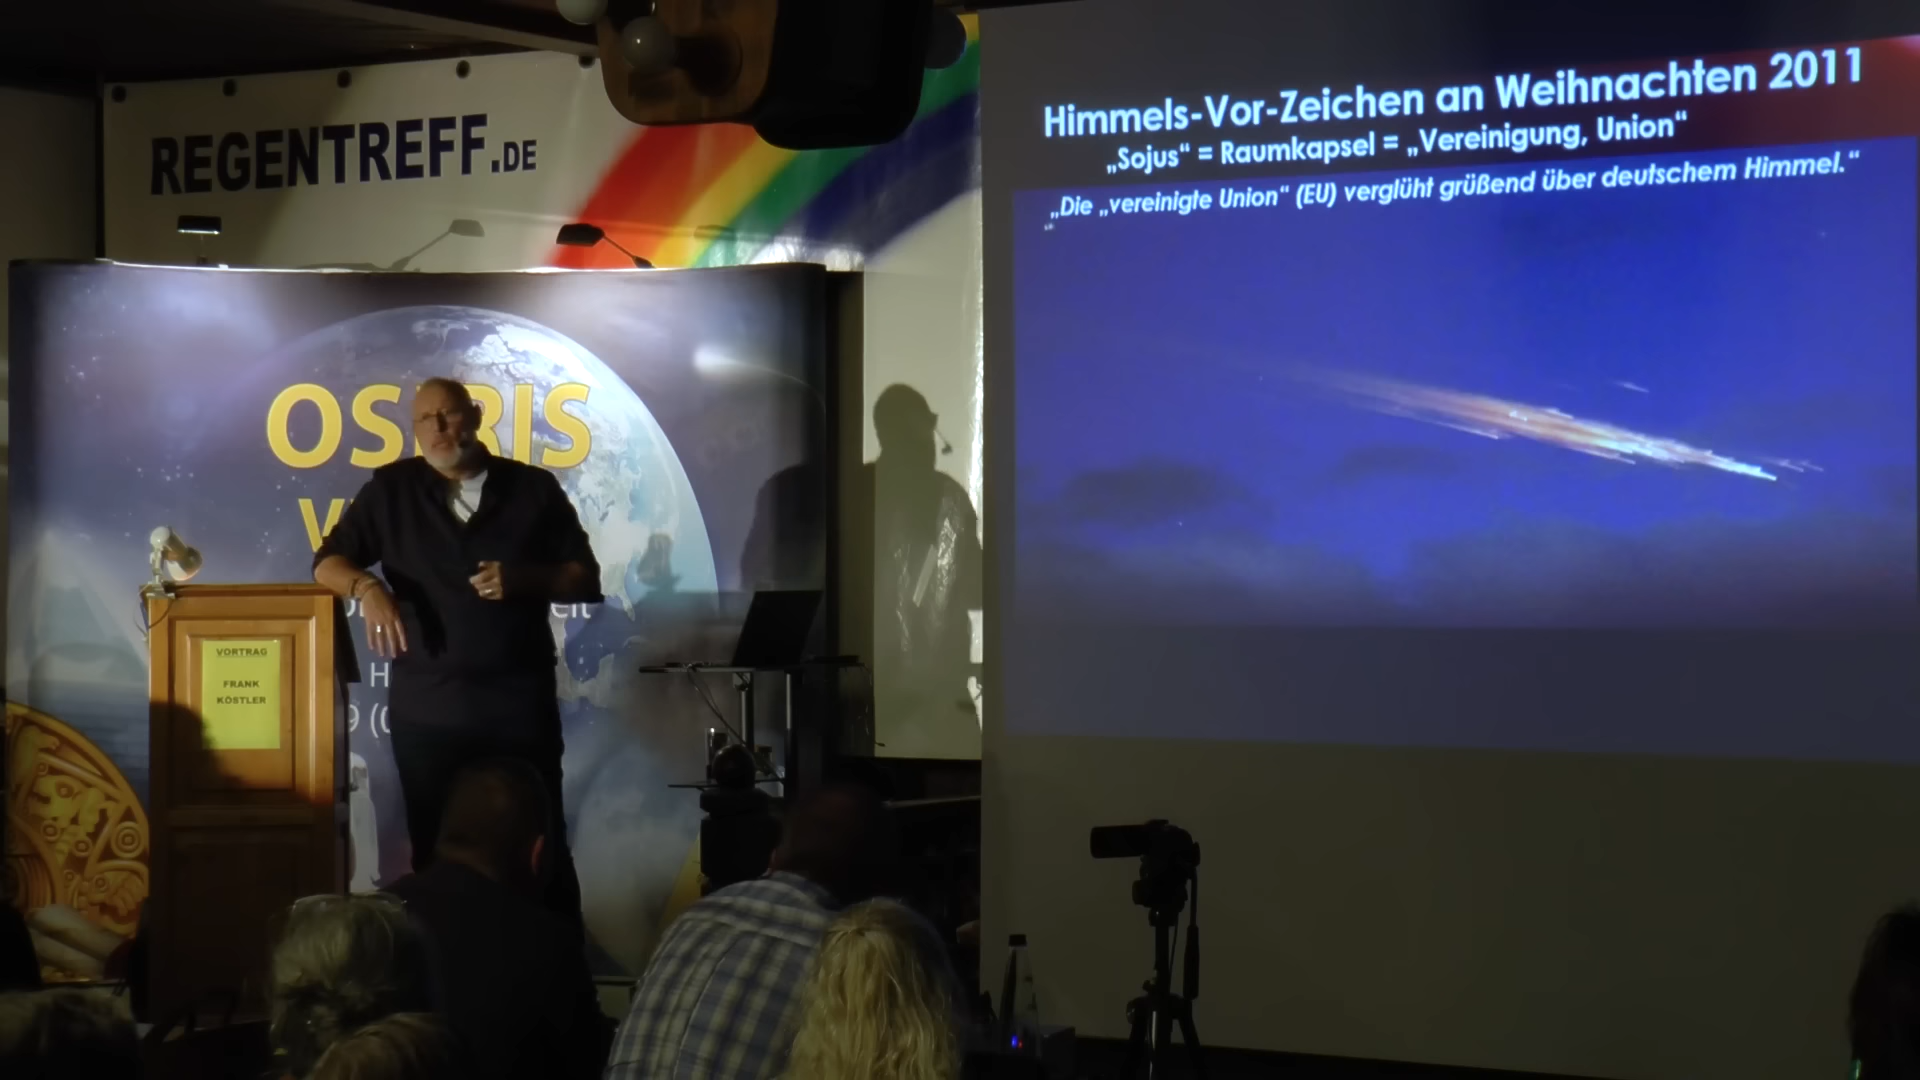 REGENTREFF.DE
Himmels-Vor-Zeichen an Weihnachten 2011
„Sojus“ = Raumkapsel = „Vereinigung, Union“
„Die „vereinigte Union“ (EU) verglüht grüßend über deutschem Himmel.“
“
VORTRAG
FRANK
KÖSTLER